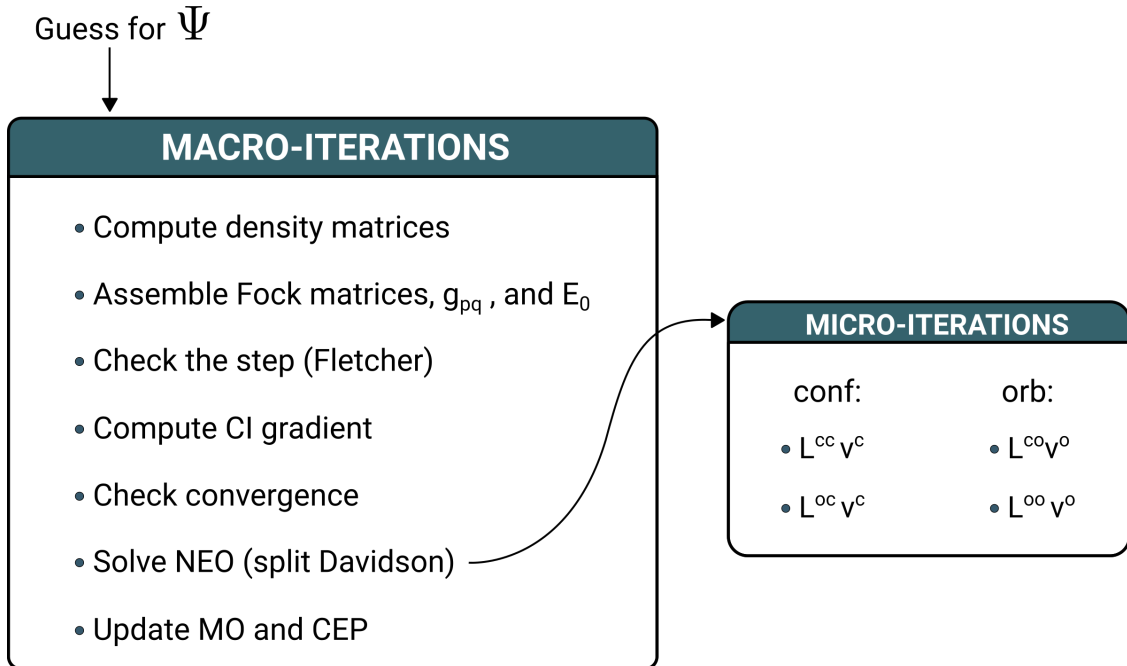 Guess for Ψ
MACRO-ITERATIONS
• Compute density matrices
• Assemble Fock matrices, g_pq , and E_0
• Check the step (Fletcher)
• Compute CI gradient
• Check convergence
• Solve NEO (split Davidson)
• Update MO and CEP
MICRO-ITERATIONS
conf: orb:
• L^cc v^c • L^co v^o
• L^oc v^c • L^oo v^o